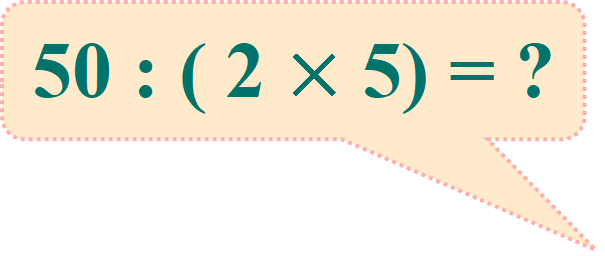 50 : ( 2 × 5) = ?